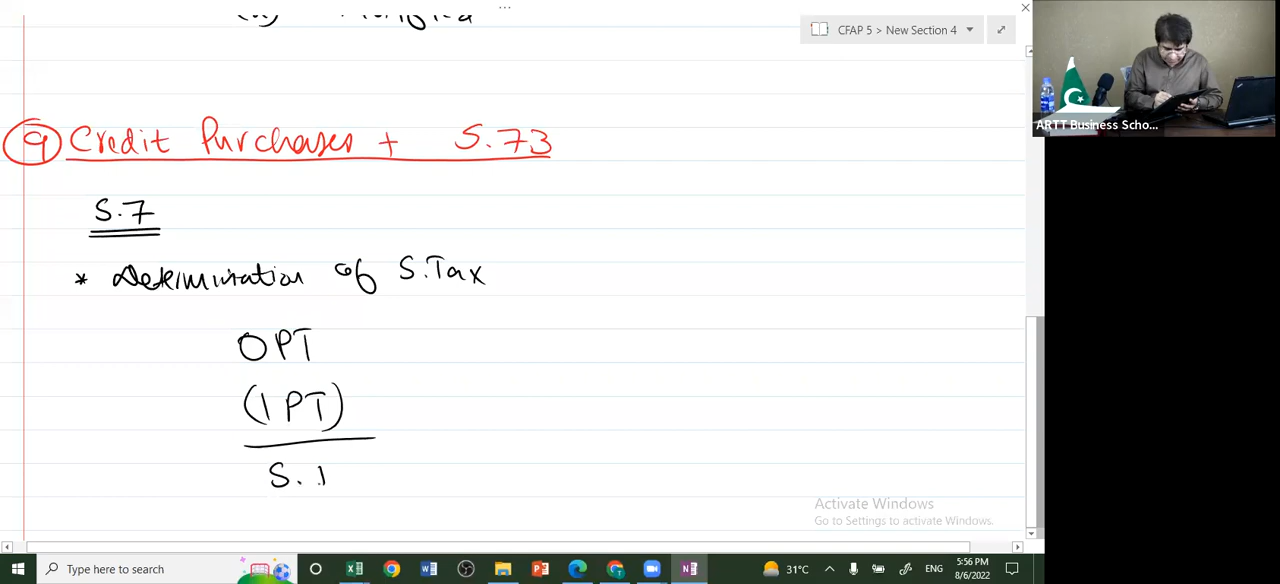 CFAP 5 > New Section 4
ARTT Business Scho...
9 Credit Purchases + S.73
S.7
* Determination of S.Tax
OPT
(IPT)
S.
Activate Windows
Go to Settings to activate Windows.
Type here to search
31°C
ENG
5:56 PM
8/6/2022